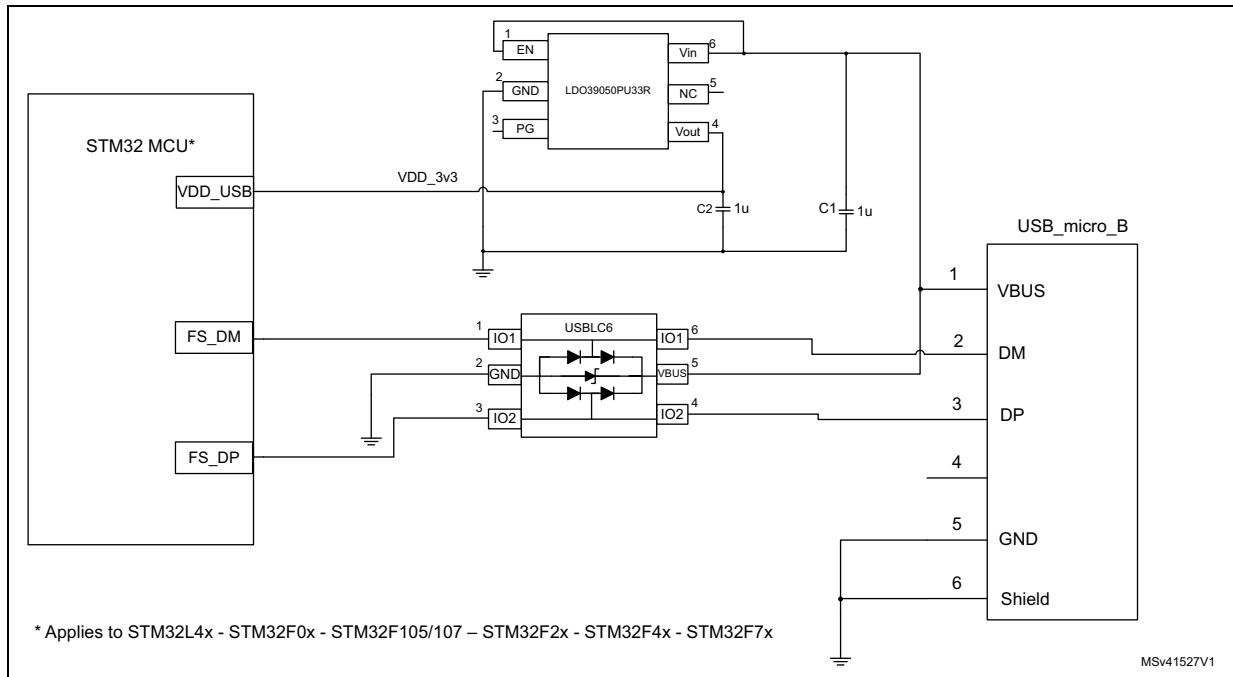 1
EN
Vin
6
2
GND
LDO39050PU33R
NC
5
3
PG
Vout
4
STM32 MCU*
VDD_USB
VDD_3v3
C2
1u
C1
1u
USB_micro_B
1
VBUS
FS_DM
1
IO1
USBLC6
IO1
6
2
DM
2
GND
VBUS
5
3
IO2
IO2
4
3
DP
FS_DP
4
5
GND
6
Shield
* Applies to STM32L4x - STM32F0x - STM32F105/107 – STM32F2x - STM32F4x - STM32F7x
MSv41527V1